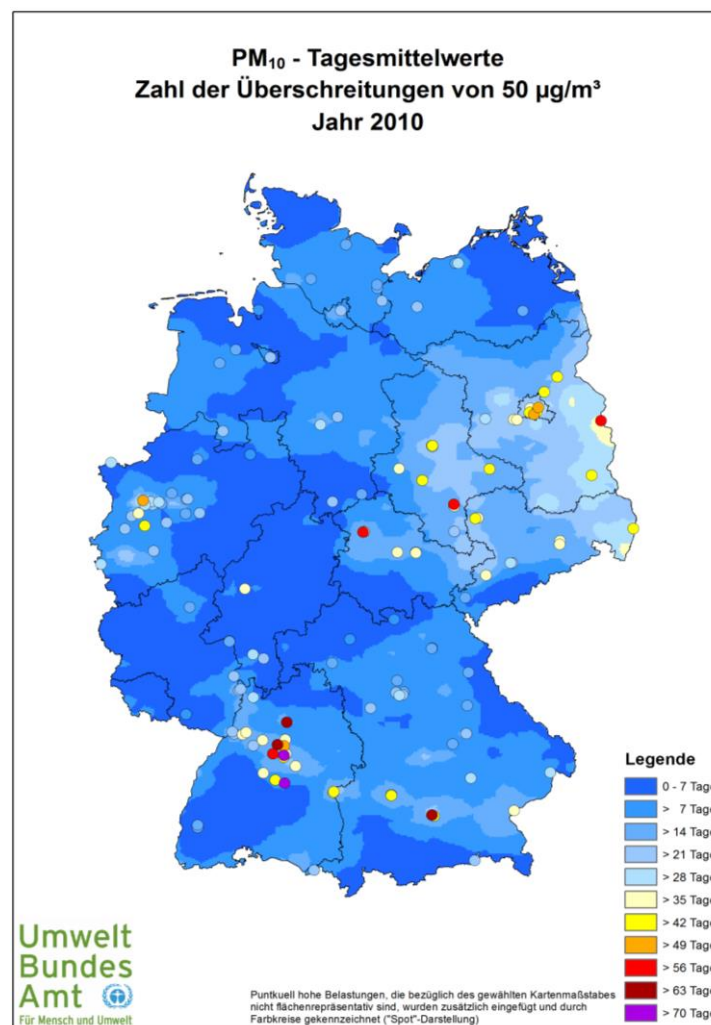 PM₁₀ - Tagesmittelwerte
Zahl der Überschreitungen von 50 µg/m³
Jahr 2010
Legende
0 - 7 Tage
> 7 Tage
> 14 Tage
> 21 Tage
> 28 Tage
> 35 Tage
> 42 Tage
> 49 Tage
> 56 Tage
> 63 Tage
> 70 Tage
Umwelt
Bundes
Amt
Für Mensch und Umwelt
Punktuell hohe Belastungen, die bezüglich des gewählten Kartenmaßstabes
nicht flächenrepräsentativ sind, wurden zusätzlich eingefügt und durch
Farbkreise gekennzeichnet ("Spot"-Darstellung)